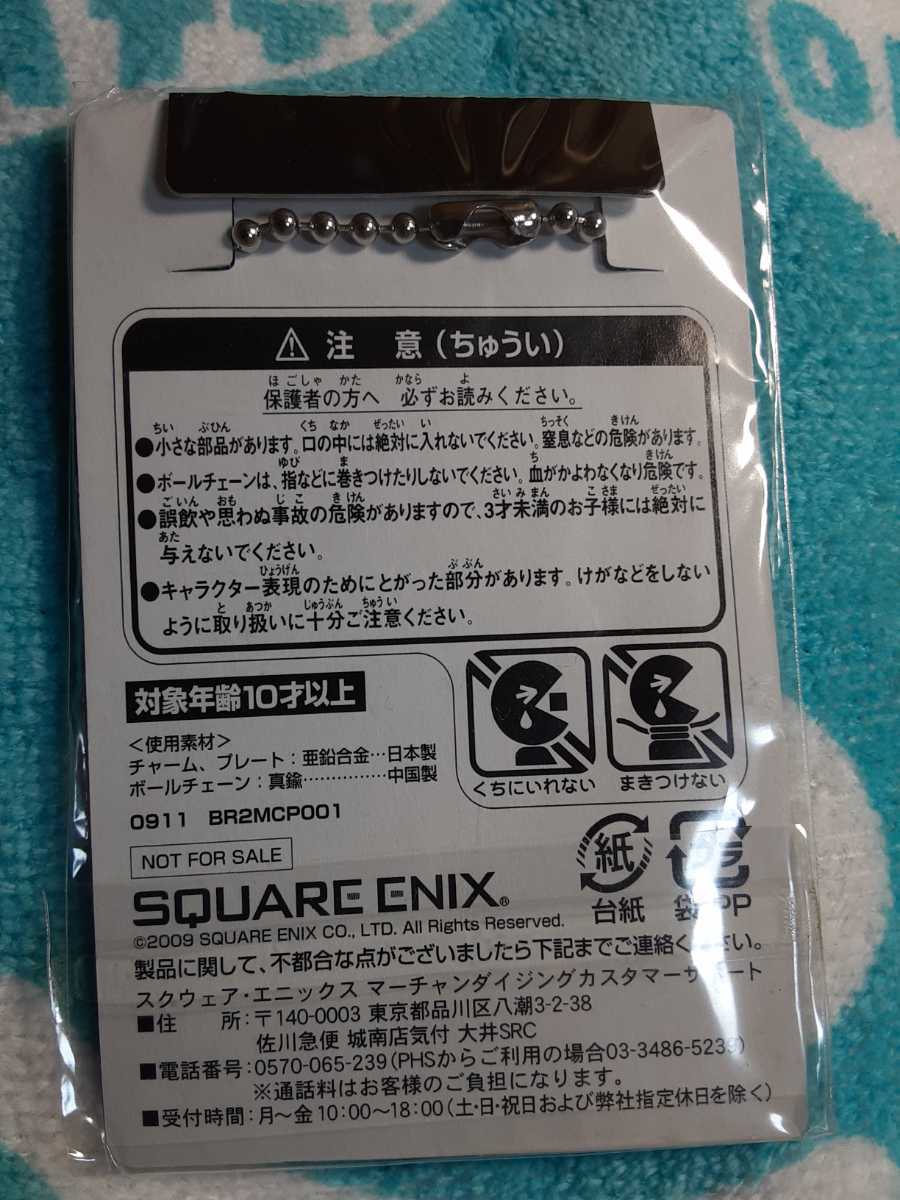 ⚠ 注 意(ちゅうい)
ほごしゃ かた かなら よ
保護者の方へ 必ずお読みください。
ちい ぶひん くち なか ぜったい い ちっそく きけん
●小さな部品があります。口の中には絶対に入れないでください。窒息などの危険があります。
ゆび ま ち きけん
●ボールチェーンは、指などに巻きつけたりしないでください。血がかよわなくなり危険です。
ごいん おも じこ きけん さいみまん こさま ぜったい
●誤飲や思わぬ事故の危険がありますので、3才未満のお子様には絶対に
あた
与えないでください。
ひょうげん ぶぶん
●キャラクター表現のためにとがった部分があります。けがなどをしない
と あつか じゅうぶん ちゅうい
ように取り扱いに十分ご注意ください。
対象年齢10才以上
<使用素材>
チャーム、プレート:亜鉛合金…日本製
ボールチェーン:真鍮……………中国製
くちにいれない まきつけない
0911 BR2MCP001
NOT FOR SALE
紙 プラ
台紙 袋:PP
SQUARE ENIX®
©2009 SQUARE ENIX CO., LTD. All Rights Reserved.
製品に関して、不都合な点がございましたら下記までご連絡ください。
スクウェア・エニックス マーチャンダイジングカスタマーサポート
■住 所:〒140-0003 東京都品川区八潮3-2-38
佐川急便 城南店気付 大井SRC
■電話番号:0570-065-239(PHSからご利用の場合03-3486-5239)
※通話料はお客様のご負担になります。
■受付時間:月~金10:00~18:00(土・日・祝日および弊社指定休日を除く)